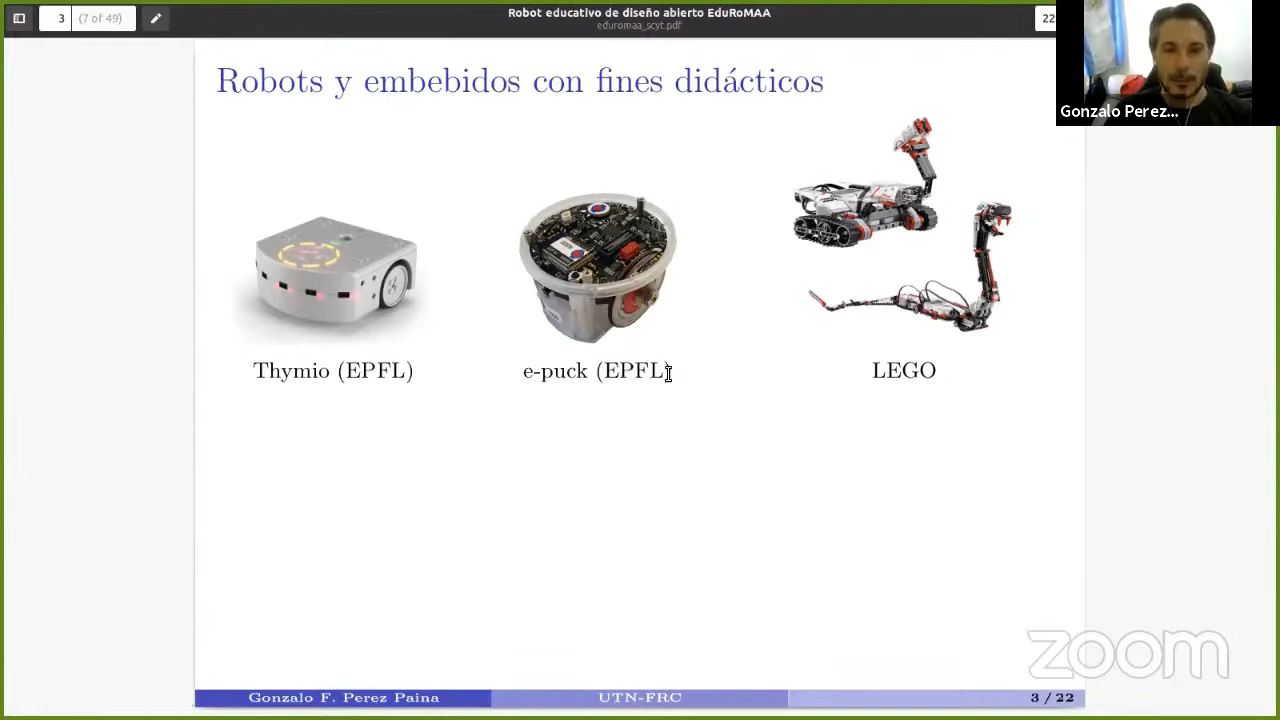 3
(7 of 49)
Robot educativo de diseño abierto EduRoMAA
eduromaa_scyt.pdf
22
Gonzalo Perez...
Robots y embebidos con fines didácticos
Thymio (EPFL)
e-puck (EPFL)
LEGO
zoom
Gonzalo F. Perez Paina
UTN-FRC
3 / 22